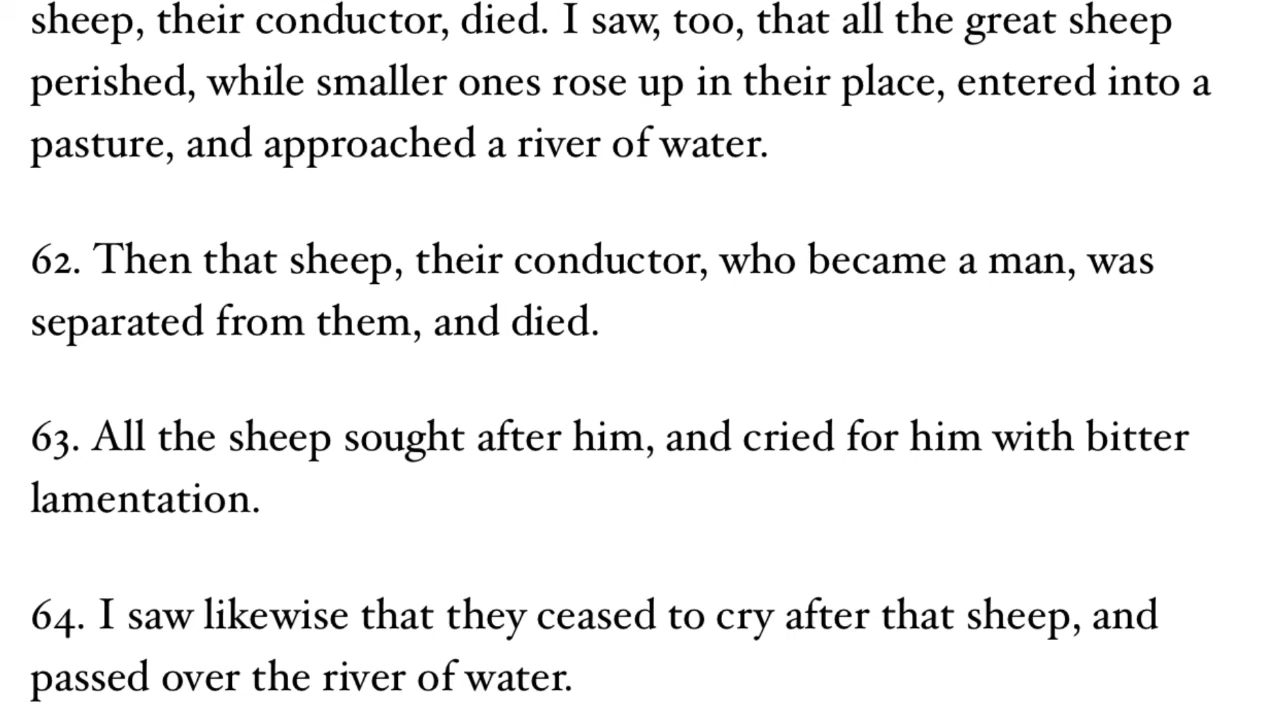 sheep, their conductor, died. I saw, too, that all the great sheep
perished, while smaller ones rose up in their place, entered into a
pasture, and approached a river of water.
62. Then that sheep, their conductor, who became a man, was
separated from them, and died.
63. All the sheep sought after him, and cried for him with bitter
lamentation.
64. I saw likewise that they ceased to cry after that sheep, and
passed over the river of water.